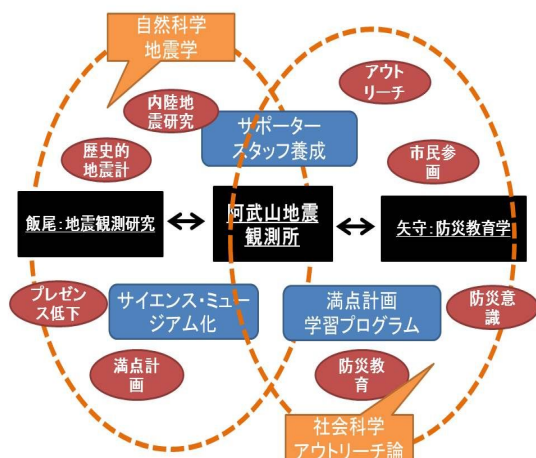 自然科学
地震学
アウト
リーチ
内陸地
震研究
サポーター
スタッフ養成
歴史的
地震計
市民参
画
飯尾:地震観測研究
阿武山地震
観測所
矢守:防災教育学
プレゼン
ス低下
サイエンス・ミュー
ジアム化
満点計画
学習プログラム
防災意
識
満点計
画
防災教
育
社会科学
アウトリーチ論